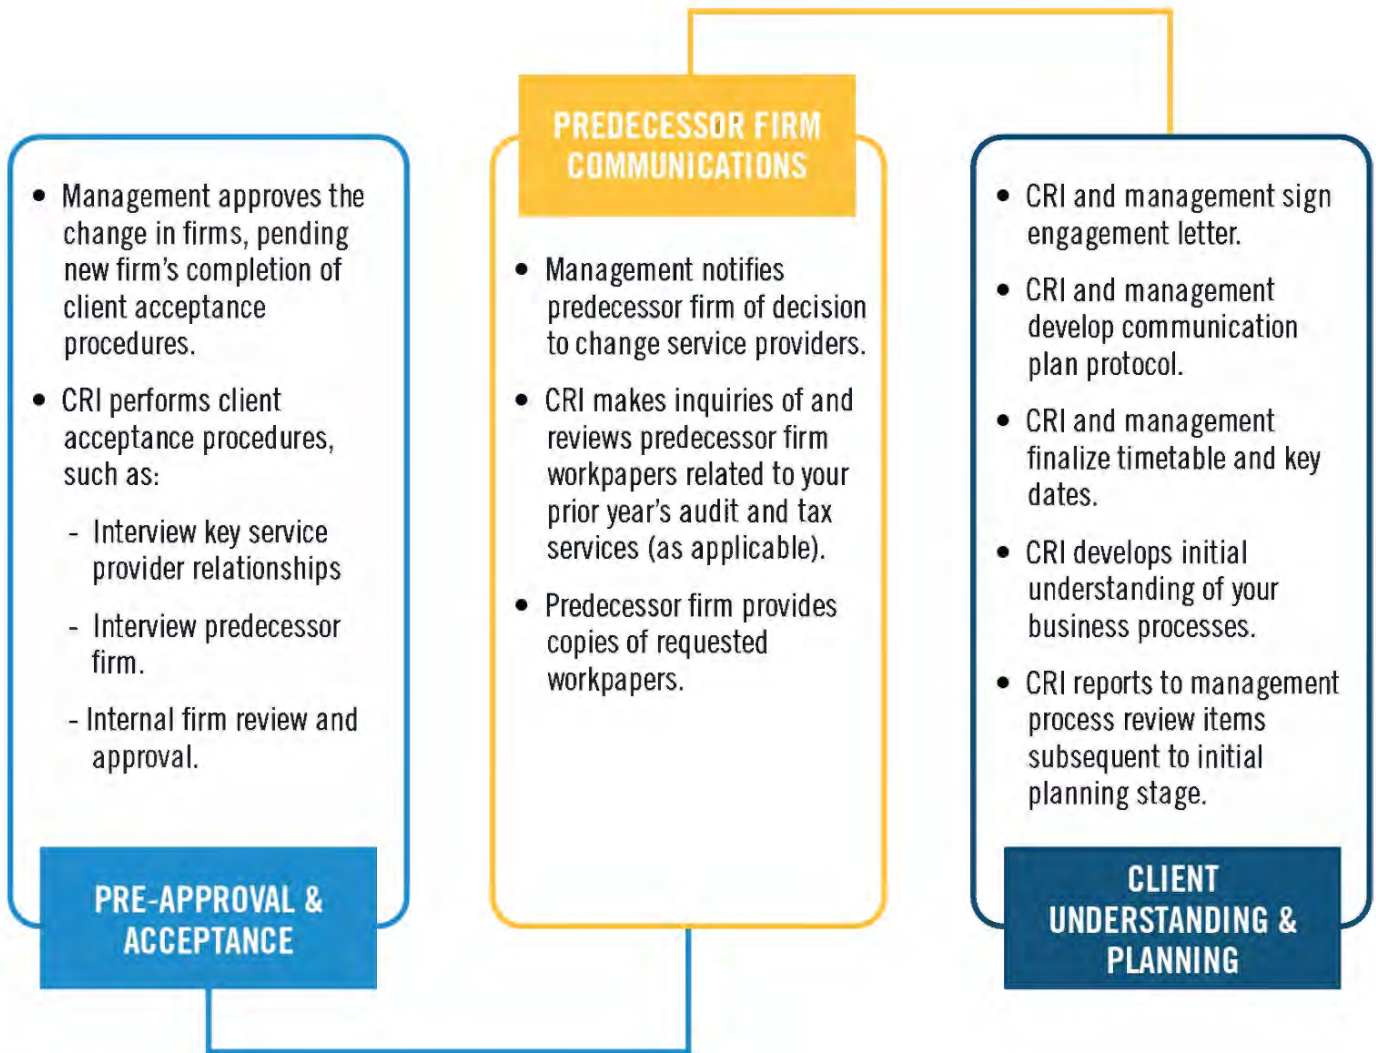 • Management approves the
change in firms, pending
new firm's completion of
client acceptance
procedures.
• CRI performs client
acceptance procedures,
such as:
- Interview key service
provider relationships
- Interview predecessor
firm.
- Internal firm review and
approval.
PRE-APPROVAL &
ACCEPTANCE
PREDECESSOR FIRM
COMMUNICATIONS
• Management notifies
predecessor firm of decision
to change service providers.
• CRI makes inquiries of and
reviews predecessor firm
workpapers related to your
prior year's audit and tax
services (as applicable).
• Predecessor firm provides
copies of requested
workpapers.
• CRI and management sign
engagement letter.
• CRI and management
develop communication
plan protocol.
• CRI and management
finalize timetable and key
dates.
• CRI develops initial
understanding of your
business processes.
• CRI reports to management
process review items
subsequent to initial
planning stage.
CLIENT
UNDERSTANDING &
PLANNING